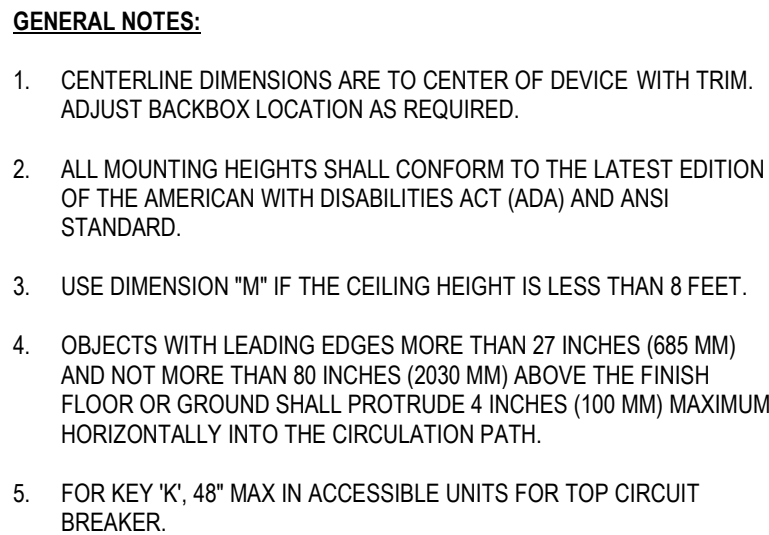 GENERAL NOTES:
1. CENTERLINE DIMENSIONS ARE TO CENTER OF DEVICE WITH TRIM.
ADJUST BACKBOX LOCATION AS REQUIRED.
2. ALL MOUNTING HEIGHTS SHALL CONFORM TO THE LATEST EDITION
OF THE AMERICAN WITH DISABILITIES ACT (ADA) AND ANSI
STANDARD.
3. USE DIMENSION "M" IF THE CEILING HEIGHT IS LESS THAN 8 FEET.
4. OBJECTS WITH LEADING EDGES MORE THAN 27 INCHES (685 MM)
AND NOT MORE THAN 80 INCHES (2030 MM) ABOVE THE FINISH
FLOOR OR GROUND SHALL PROTRUDE 4 INCHES (100 MM) MAXIMUM
HORIZONTALLY INTO THE CIRCULATION PATH.
5. FOR KEY 'K', 48" MAX IN ACCESSIBLE UNITS FOR TOP CIRCUIT
BREAKER.